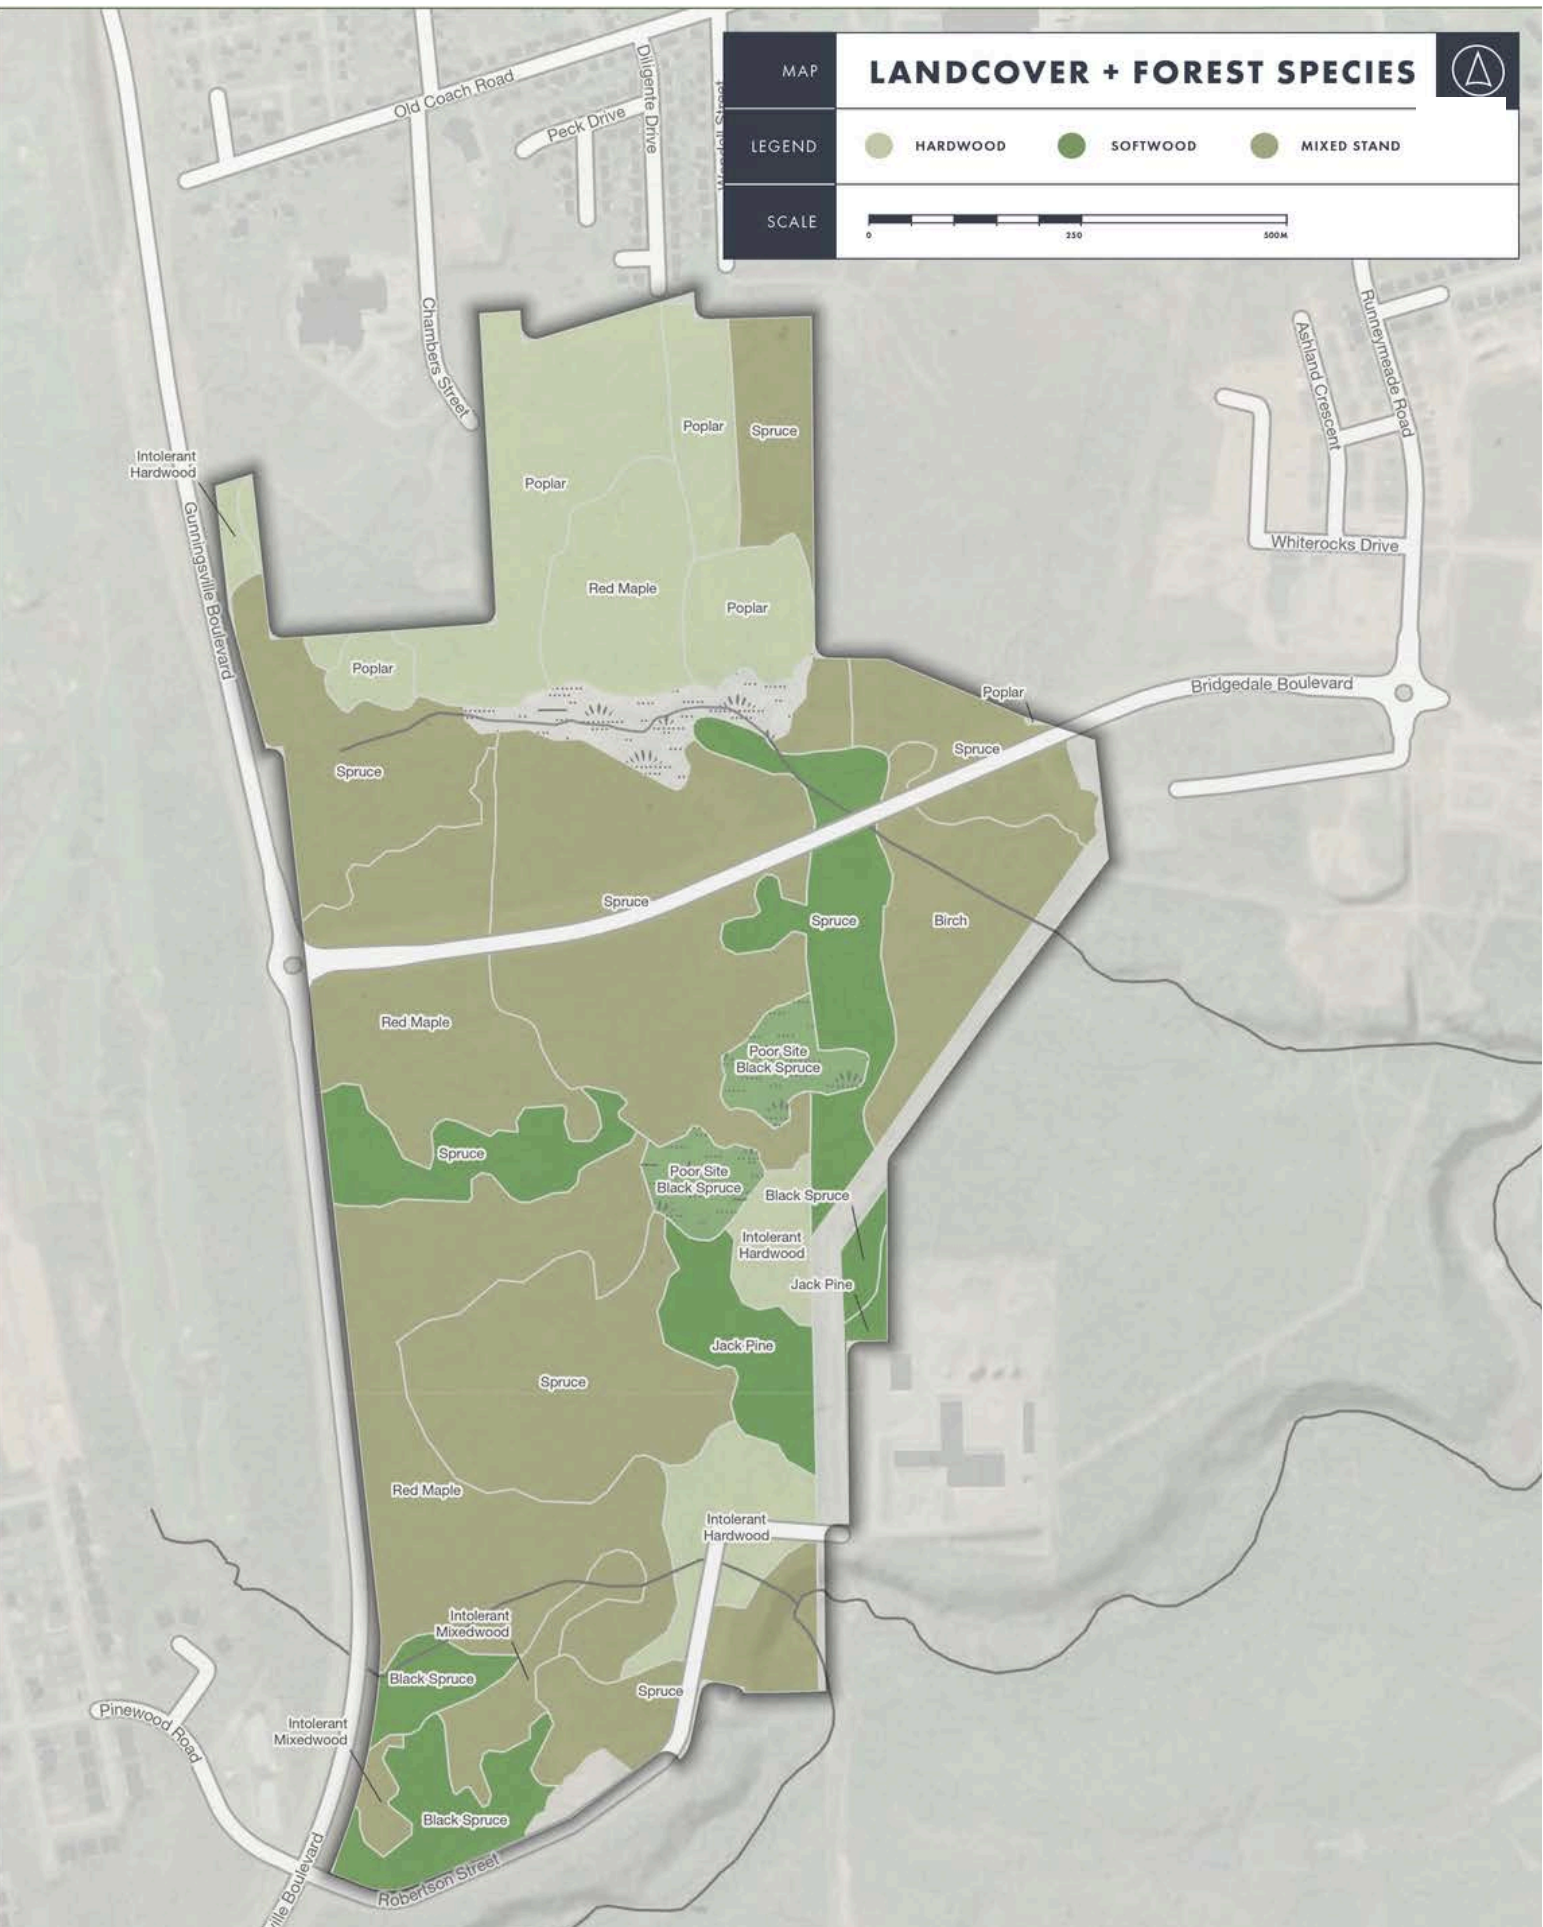 MAP
LANDCOVER + FOREST SPECIES
LEGEND
HARDWOOD
SOFTWOOD
MIXED STAND
SCALE
0
250
500M
Old Coach Road
Peck Drive
Diligente Drive
Street
Chambers Street
Runneymeade Road
Ashland Crescent
Whiterocks Drive
Intolerant
Hardwood
Gunningsville Boulevard
Poplar
Spruce
Poplar
Red Maple
Poplar
Poplar
Poplar
Bridgedale Boulevard
Spruce
Spruce
Spruce
Spruce
Birch
Red Maple
Poor Site
Black Spruce
Spruce
Poor Site
Black Spruce
Black Spruce
Intolerant
Hardwood
Jack Pine
Jack Pine
Spruce
Red Maple
Intolerant
Hardwood
Intolerant
Mixedwood
Black Spruce
Spruce
Pinewood Road
Intolerant
Mixedwood
Black Spruce
Robertson Street
ville Boulevard